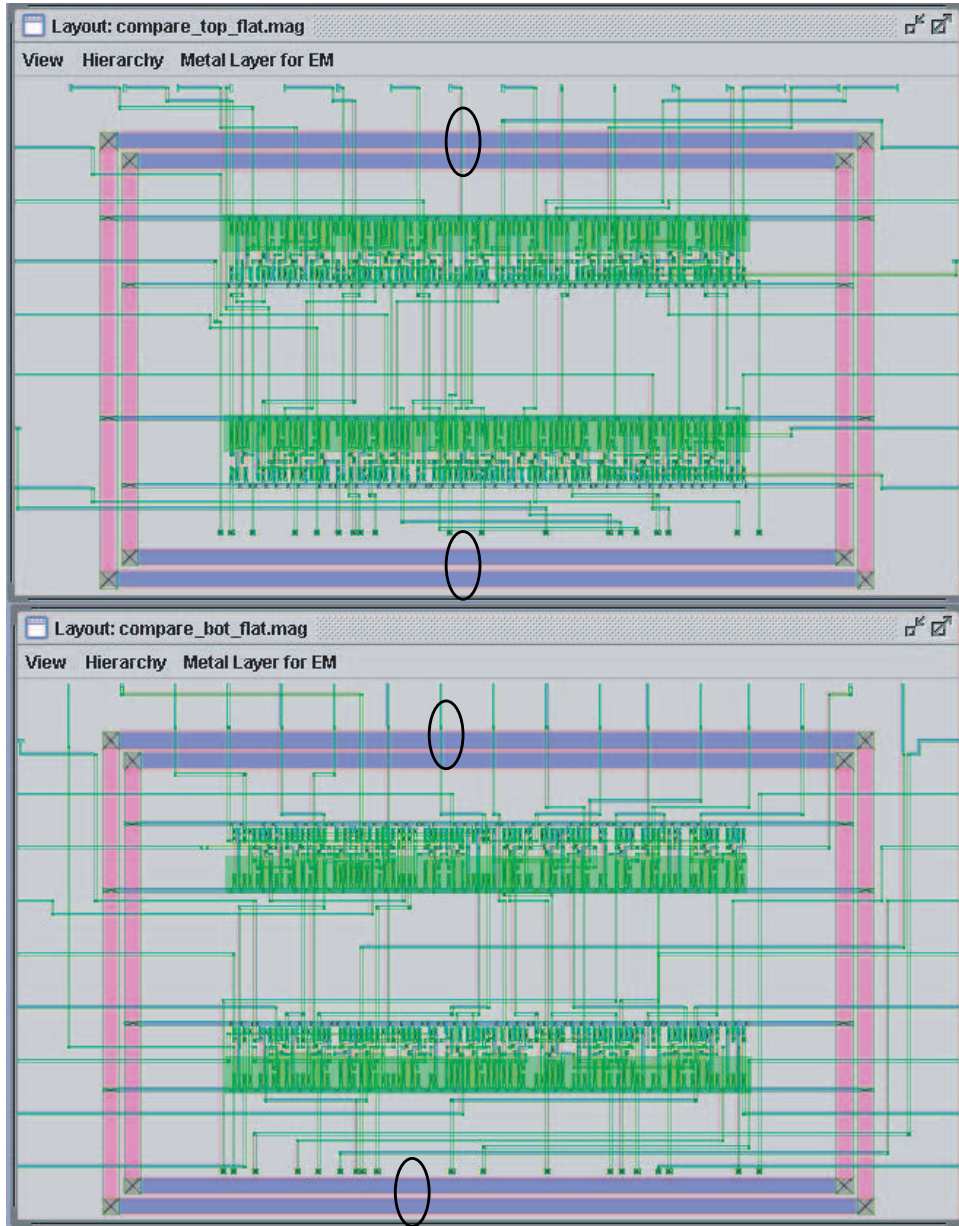 Layout: compare_top_flat.mag
View Hierarchy Metal Layer for EM
Layout: compare_bot_flat.mag
View Hierarchy Metal Layer for EM